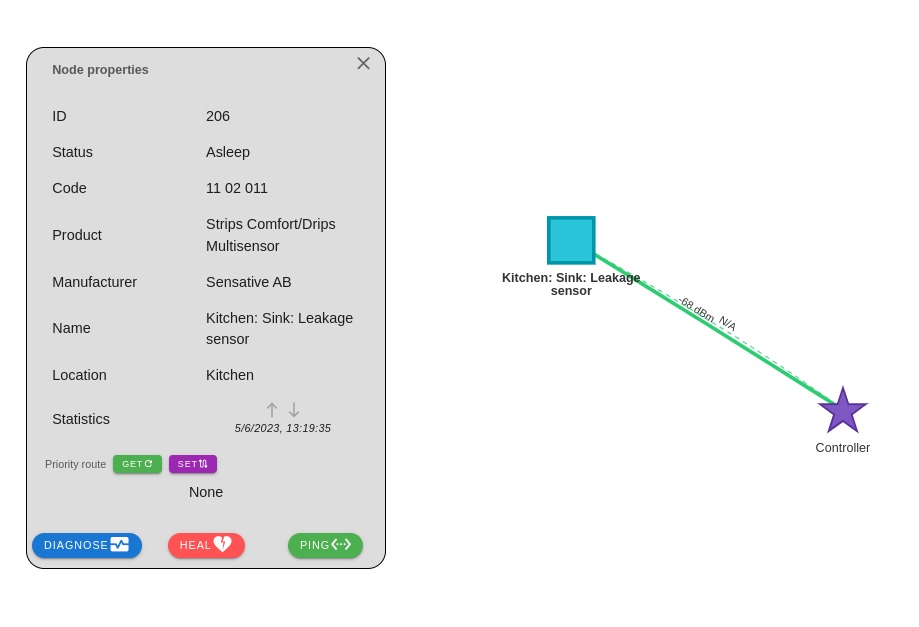 Node properties
ID 206
Status Asleep
Code 11 02 011
Product Strips Comfort/Drips
Multisensor
Manufacturer Sensative AB
Name Kitchen: Sink: Leakage
sensor
Location Kitchen
Statistics
5/6/2023, 13:19:35
Priority route GET SET
None
DIAGNOSE HEAL PING
Kitchen: Sink: Leakage
sensor
-68 dBm, N/A
Controller